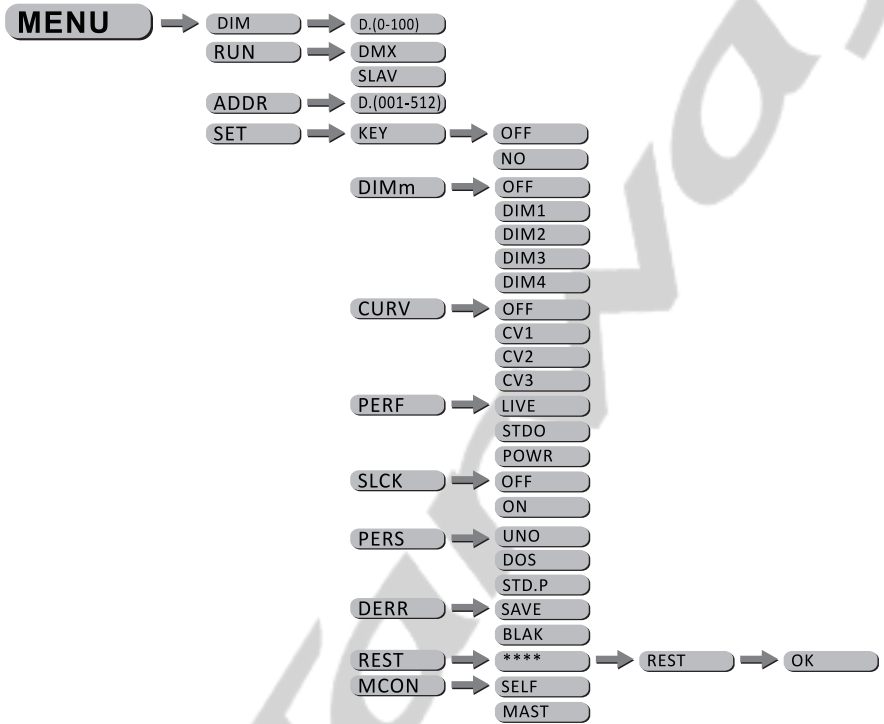 MENU DIM D.(0-100)
RUN DMX
SLAV
ADDR D.(001-512)
SET KEY OFF
NO
DIMm OFF
DIM1
DIM2
DIM3
DIM4
CURV OFF
CV1
CV2
CV3
PERF LIVE
STDO
POWR
SLCK OFF
ON
PERS UNO
DOS
STD.P
DERR SAVE
BLAK
REST **** REST OK
MCON SELF
MAST